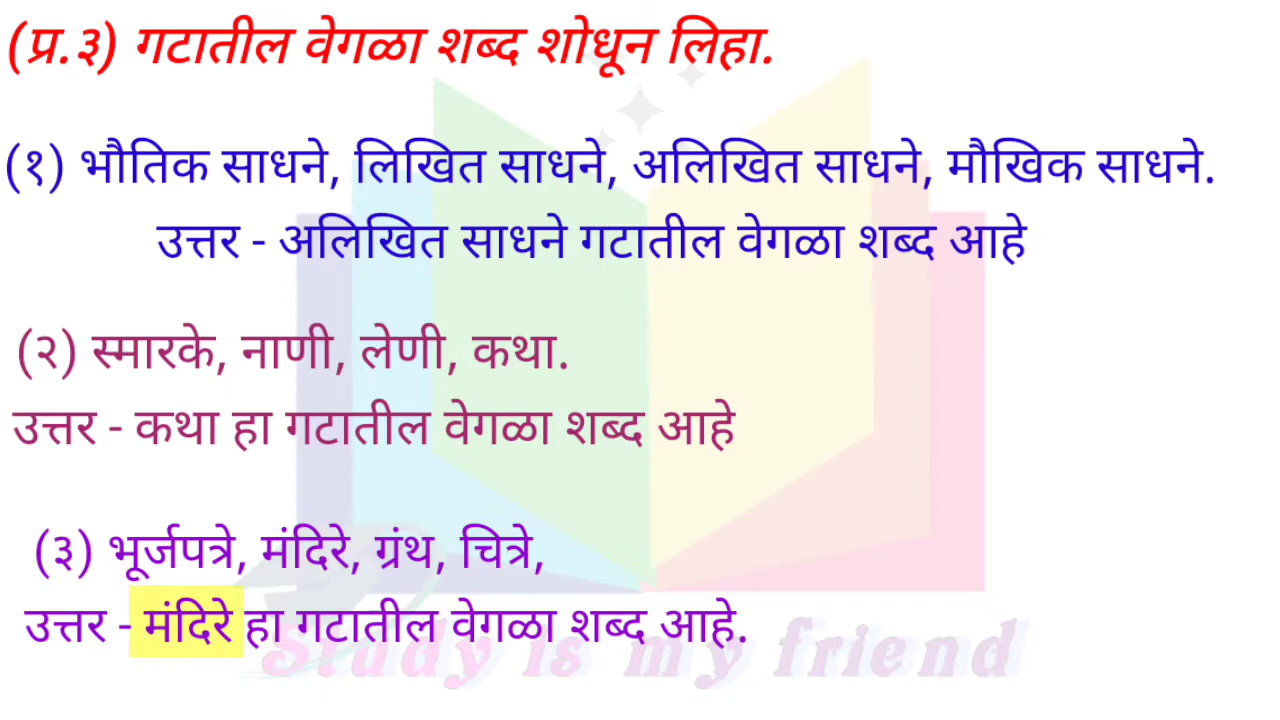 (प्र.३) गटातील वेगळा शब्द शोधून लिहा.
(१) भौतिक साधने, लिखित साधने, अलिखित साधने, मौखिक साधने.
उत्तर - अलिखित साधने गटातील वेगळा शब्द आहे
(२) स्मारके, नाणी, लेणी, कथा.
उत्तर - कथा हा गटातील वेगळा शब्द आहे
(३) भूर्जपत्रे, मंदिरे, ग्रंथ, चित्रे,
उत्तर - मंदिरे हा गटातील वेगळा शब्द आहे.
Study is my friend